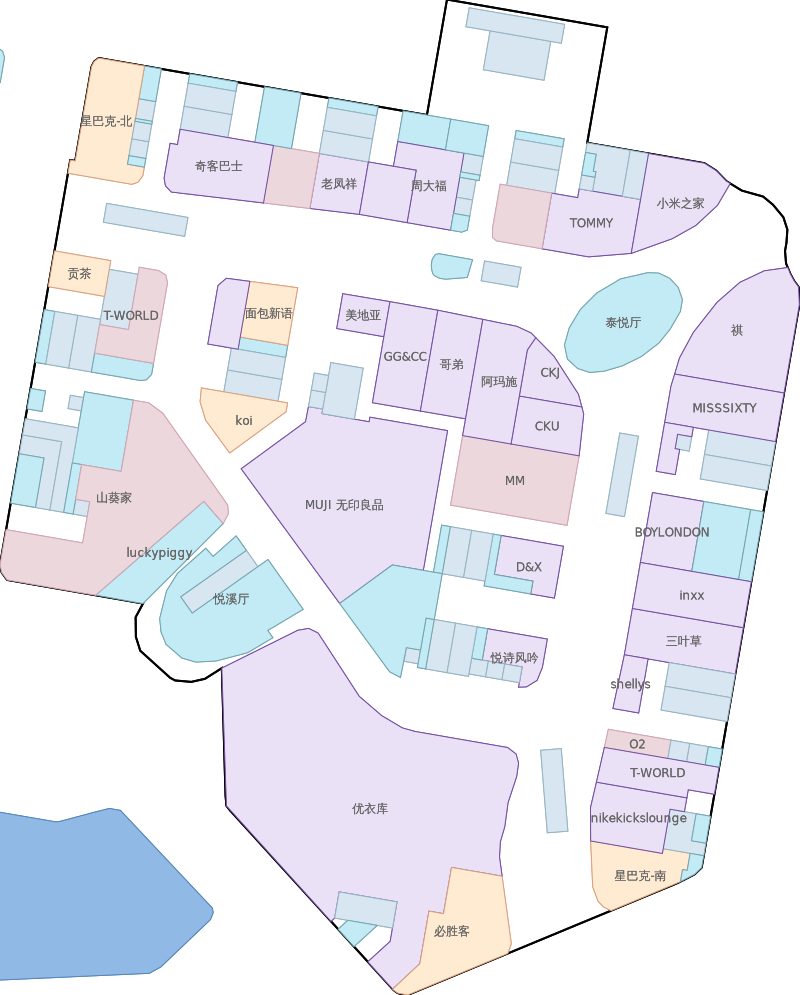 星巴克-北
奇客巴士
老凤祥
周大福
TOMMY
小米之家
贡茶
T-WORLD
面包新语
美地亚
GG&CC
哥弟
阿玛施
CKJ
CKU
泰悦厅
祺
MISSSIXTY
koi
MM
MUJI 无印良品
山葵家
luckypiggy
悦溪厅
D&X
BOYLONDON
inxx
三叶草
悦诗风吟
shellys
O2
T-WORLD
优衣库
nikekickslounge
星巴克-南
必胜客